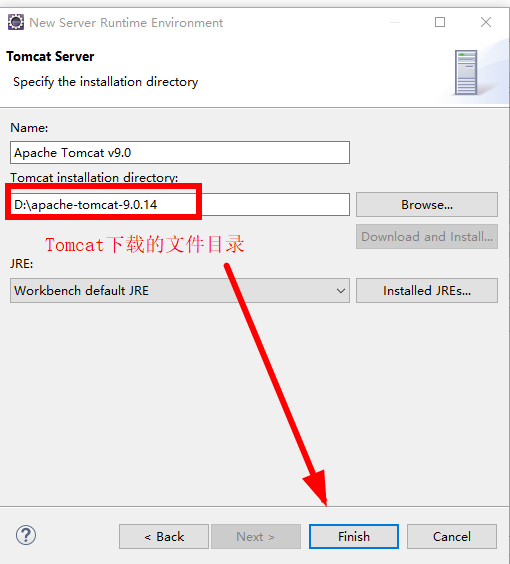 New Server Runtime Environment
Tomcat Server
Specify the installation directory
Name:
Apache Tomcat v9.0
Tomcat installation directory:
D:\apache-tomcat-9.0.14
Browse...
Tomcat下载的文件目录
Download and Install...
JRE:
Workbench default JRE
Installed JREs...
?
< Back
Next >
Finish
Cancel